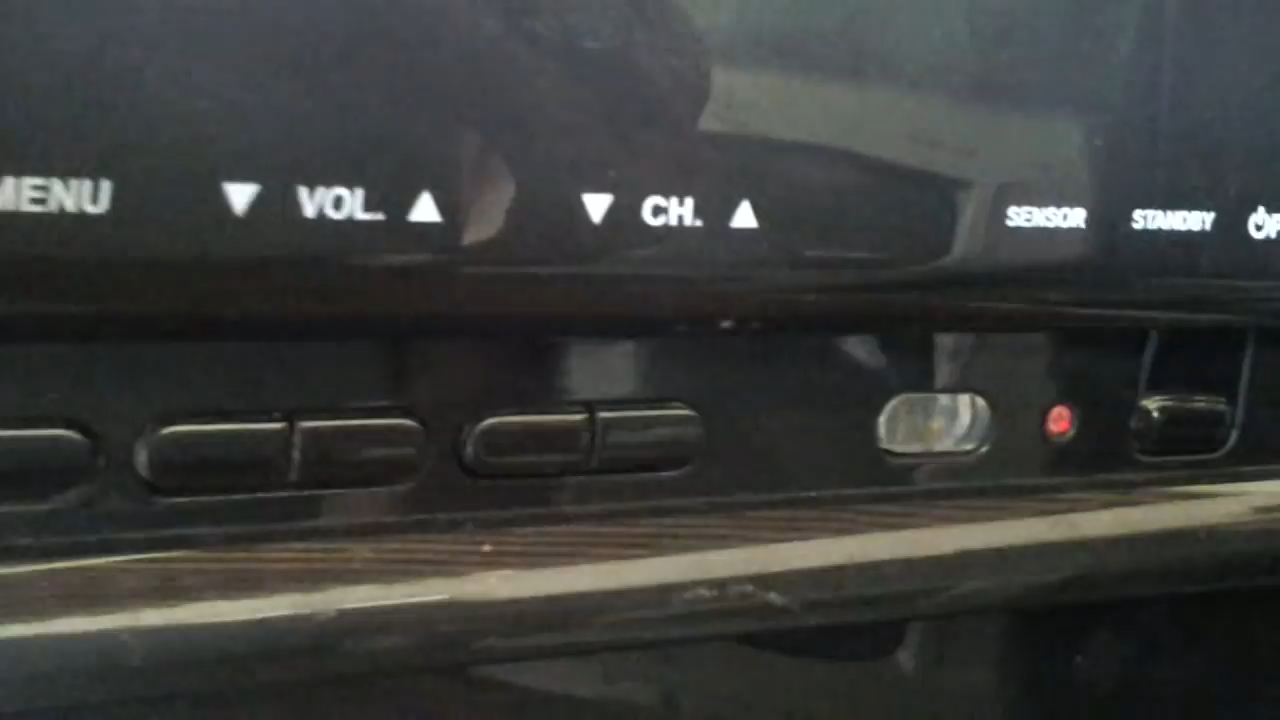 MENU ▼ VOL. ▲ ▼ CH. ▲ SENSOR STANDBY